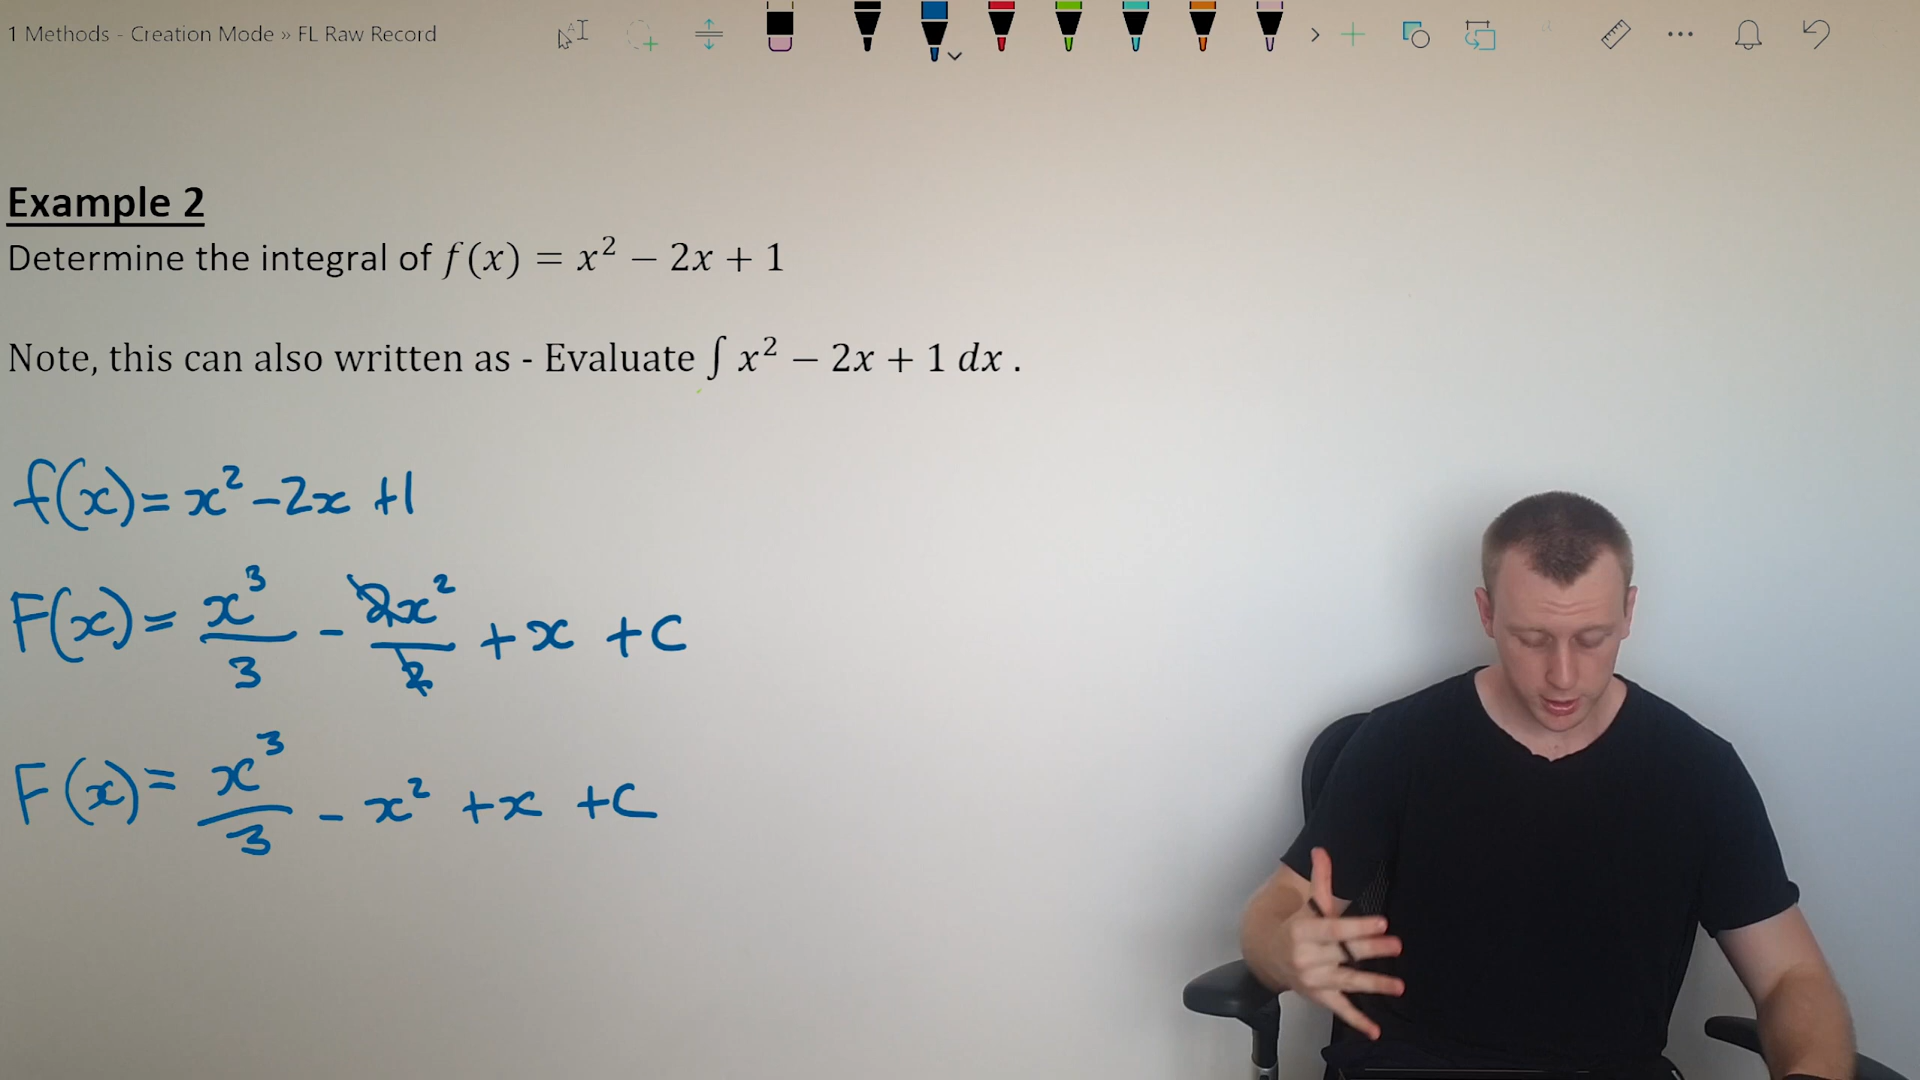 1 Methods - Creation Mode » FL Raw Record
Example 2
Determine the integral of f(x) = x² − 2x + 1
Note, this can also written as - Evaluate ∫ x² − 2x + 1 dx .
f(x) = x² - 2x + 1
F(x) = x³/3 - 2x²/2 + x + c
F(x) = x³/3 - x² + x + c